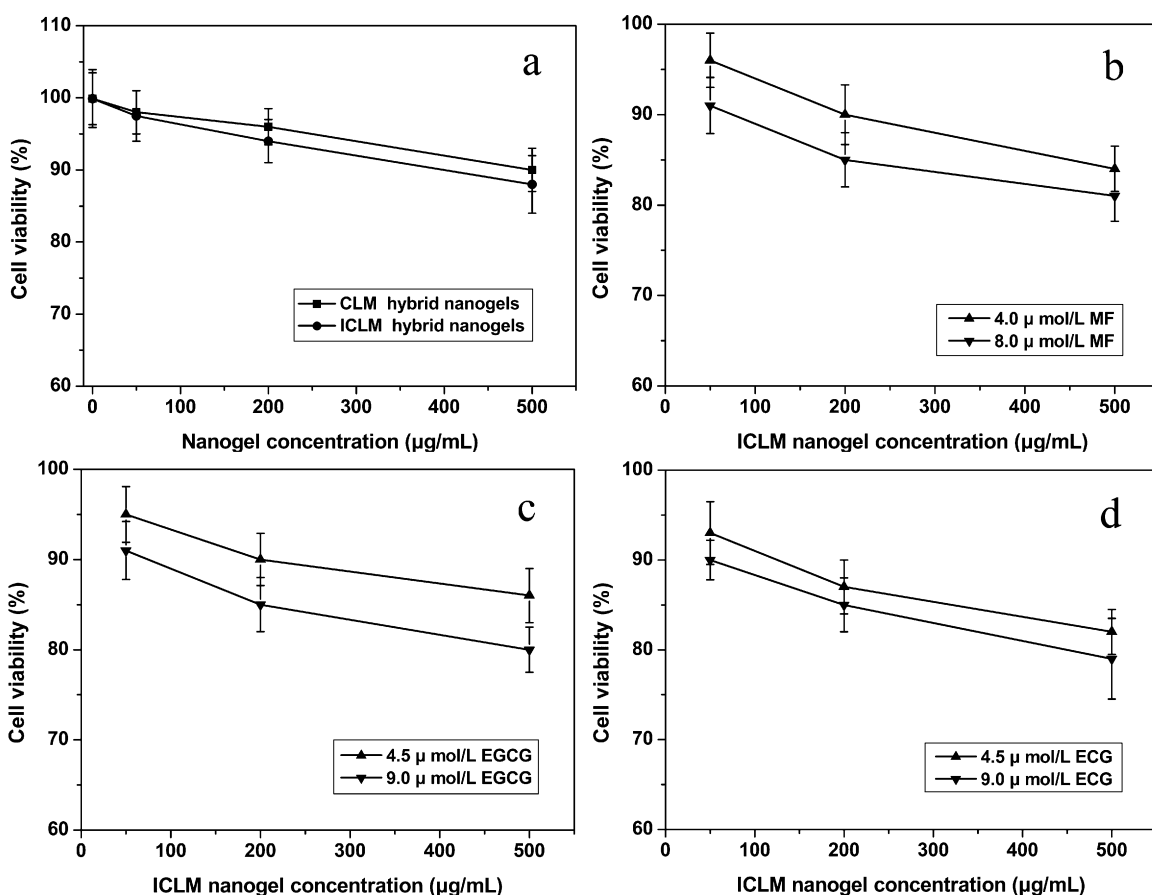 110
100
90
80
70
60
Cell viability (%)
a
CLM hybrid nanogels
ICLM hybrid nanogels
0 100 200 300 400 500
Nanogel concentration (µg/mL)
100
90
80
70
60
Cell viability (%)
b
4.0 µ mol/L MF
8.0 µ mol/L MF
0 100 200 300 400 500
ICLM nanogel concentration (µg/mL)
100
90
80
70
60
Cell viability (%)
c
4.5 µ mol/L EGCG
9.0 µ mol/L EGCG
0 100 200 300 400 500
ICLM nanogel concentration (µg/mL)
100
90
80
70
60
Cell viability (%)
d
4.5 µ mol/L ECG
9.0 µ mol/L ECG
0 100 200 300 400 500
ICLM nanogel concentration (µg/mL)